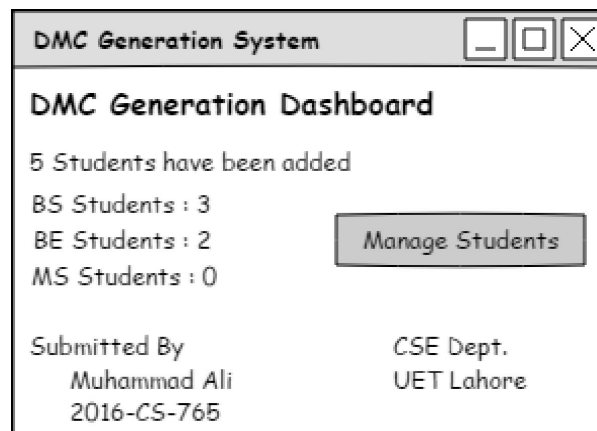 DMC Generation System
DMC Generation Dashboard
5 Students have been added
BS Students : 3
BE Students : 2
MS Students : 0
Manage Students
Submitted By
Muhammad Ali
2016-CS-765
CSE Dept.
UET Lahore